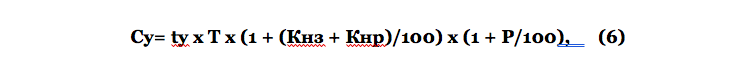 Су= ty x T x (1 + (Кнз + Кнр)/100) x (1 + P/100), (6)